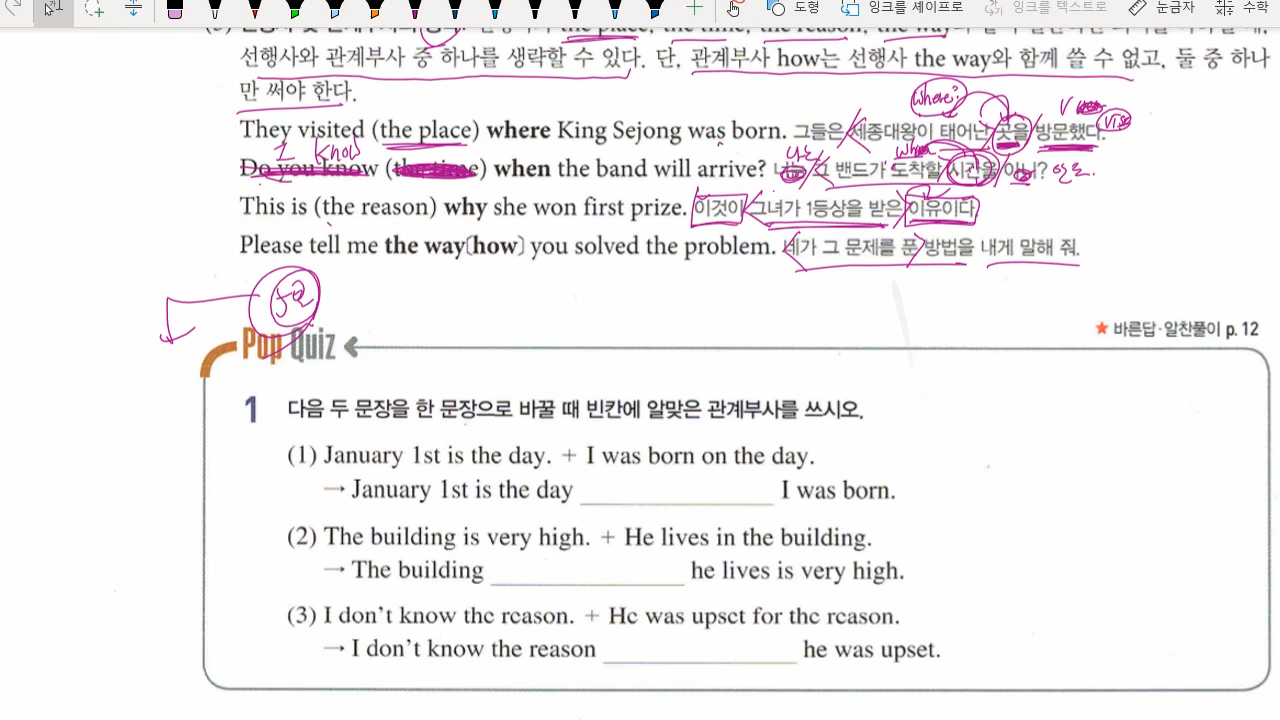 도형 잉크를 셰이프로 잉크를 텍스트로 눈금자 수학
선행사와 관계부사 중 하나를 생략할 수 있다. 단, 관계부사 how는 선행사 the way와 함께 쓸 수 없고, 둘 중 하나
만 써야 한다.
where?
They visited (the place) where King Sejong was born. 그들은 세종대왕이 태어난 곳을 방문했다.
I know
Do you know (the time) when the band will arrive? 그 밴드가 도착할 시간을 아니?
This is (the reason) why she won first prize. 이것이 그녀가 1등상을 받은 이유이다.
Please tell me the way[how] you solved the problem. 네가 그 문제를 푼 방법을 내게 말해 줘.
Pop Quiz
★ 바른답·알찬풀이 p. 12
1 다음 두 문장을 한 문장으로 바꿀 때 빈칸에 알맞은 관계부사를 쓰시오.
(1) January 1st is the day. + I was born on the day.
→ January 1st is the day ____________ I was born.
(2) The building is very high. + He lives in the building.
→ The building ____________ he lives is very high.
(3) I don't know the reason. + He was upset for the reason.
→ I don't know the reason ____________ he was upset.